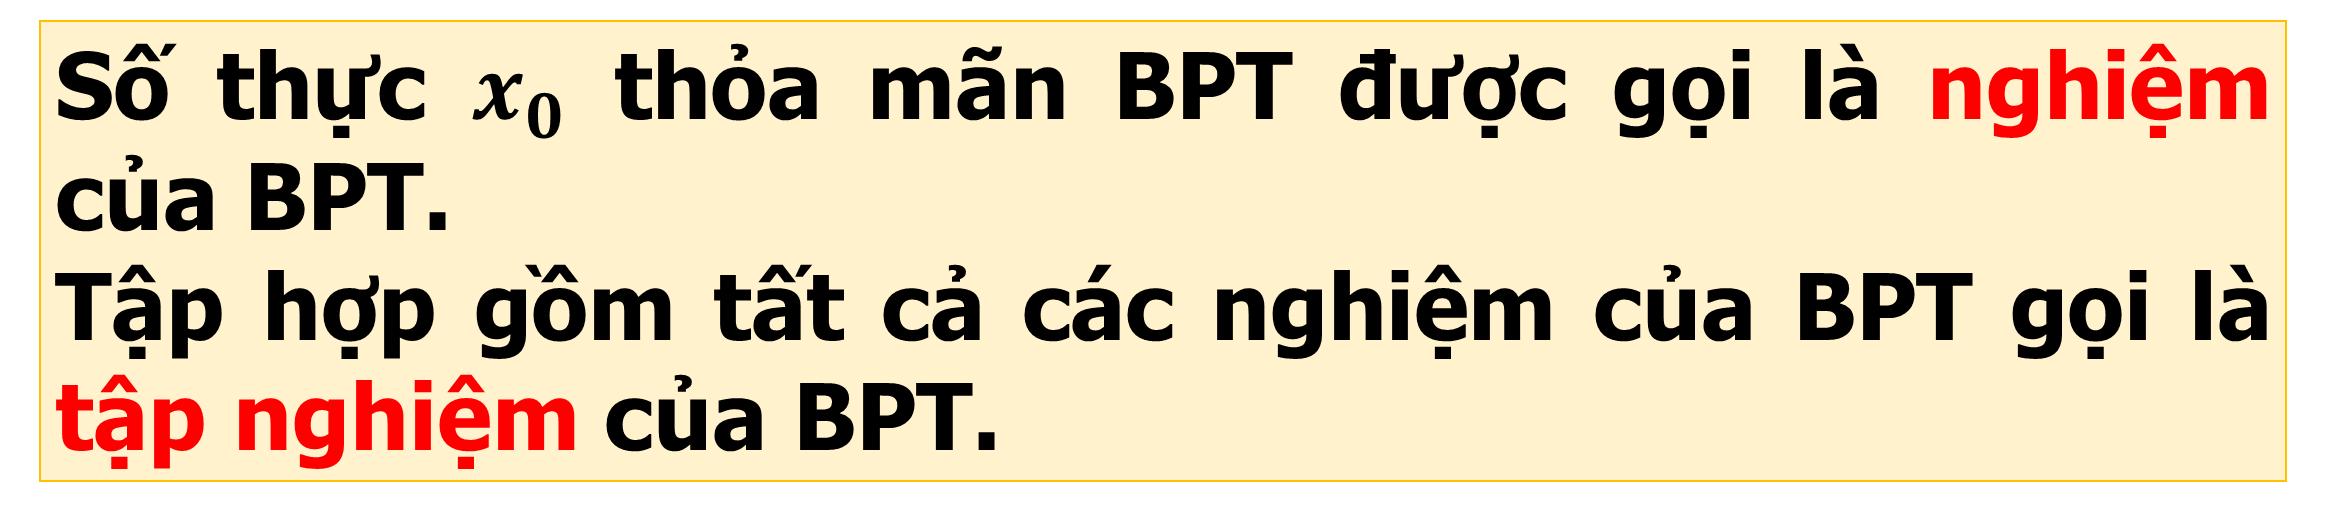 Số thực x₀ thỏa mãn BPT được gọi là nghiệm
của BPT.
Tập hợp gồm tất cả các nghiệm của BPT gọi là
tập nghiệm của BPT.